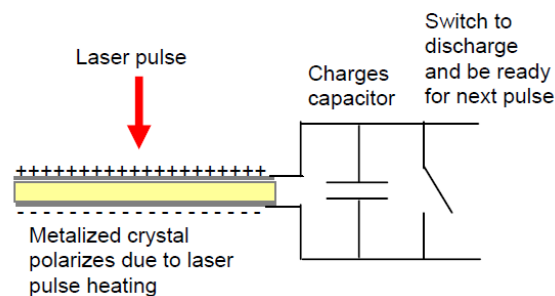 Laser pulse
Charges
capacitor
Switch to
discharge
and be ready
for next pulse
+++++++++++++++++++
- - - - - - - - - - - - - - - - - -
Metalized crystal
polarizes due to laser
pulse heating